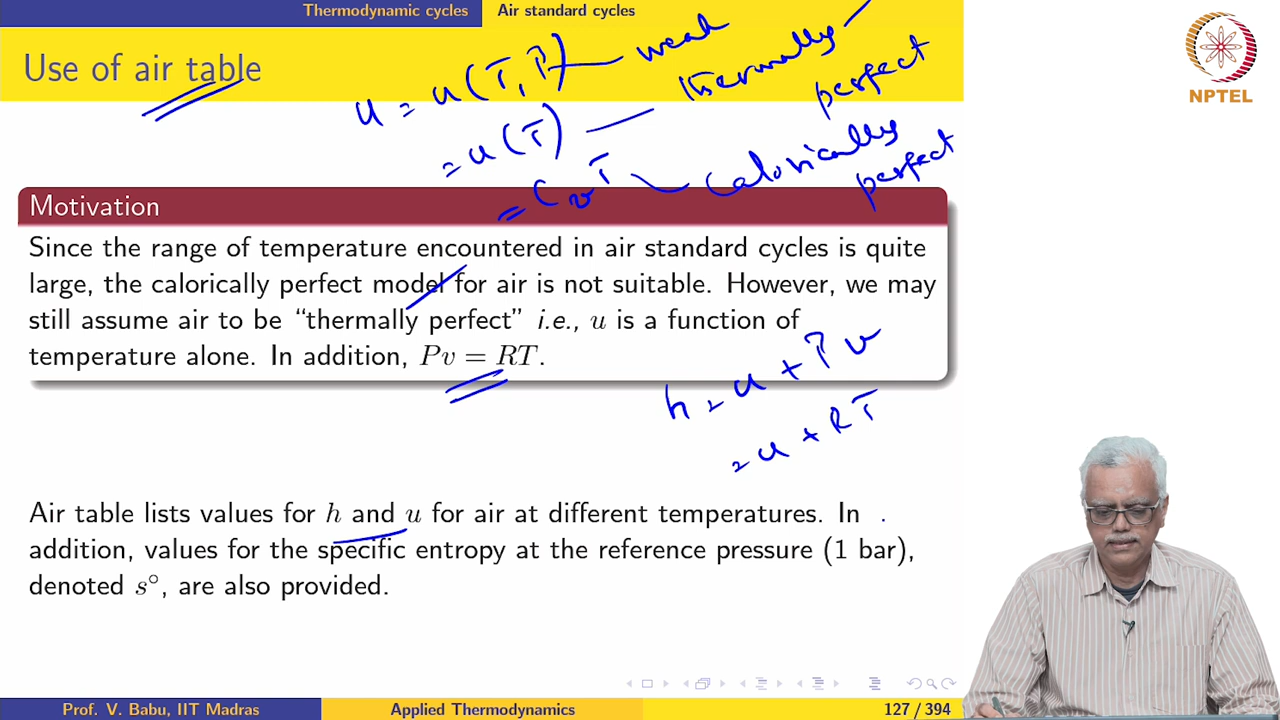 Thermodynamic cycles Air standard cycles
Use of air table
NPTEL
u = u(T, P) — weak
= u(T) — thermally perfect
= CvT — calorically perfect
Motivation
Since the range of temperature encountered in air standard cycles is quite
large, the calorically perfect model for air is not suitable. However, we may
still assume air to be “thermally perfect” i.e., u is a function of
temperature alone. In addition, Pv = RT.
h = u + Pv
= u + RT
Air table lists values for h and u for air at different temperatures. In
addition, values for the specific entropy at the reference pressure (1 bar),
denoted s°, are also provided.
Prof. V. Babu, IIT Madras Applied Thermodynamics 127 / 394